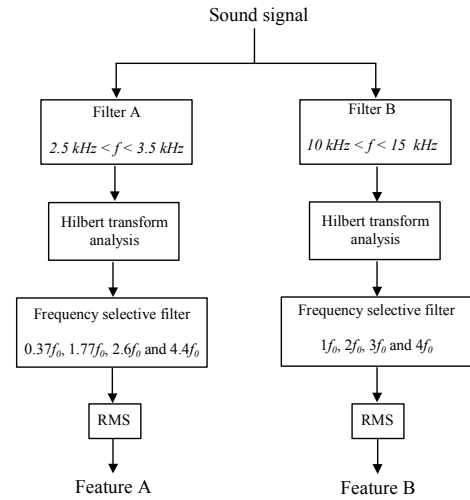 Sound signal
Filter A
2.5 kHz < f < 3.5 kHz
Hilbert transform
analysis
Frequency selective filter
0.37f₀, 1.77f₀, 2.6f₀ and 4.4f₀
RMS
Feature A
Filter B
10 kHz < f < 15 kHz
Hilbert transform
analysis
Frequency selective filter
1f₀, 2f₀, 3f₀ and 4f₀
RMS
Feature B